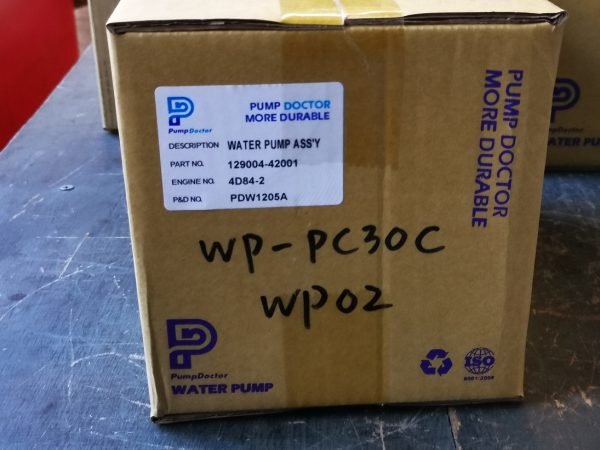 PumpDoctor
PUMP DOCTOR
MORE DURABLE
DESCRIPTION WATER PUMP ASS'Y
PART NO. 129004-42001
ENGINE NO. 4D84-2
P&D NO. PDW1205A
PUMP DOCTOR
MORE DURABLE
WP-PC30C
WP02
PumpDoctor
WATER PUMP
ISO